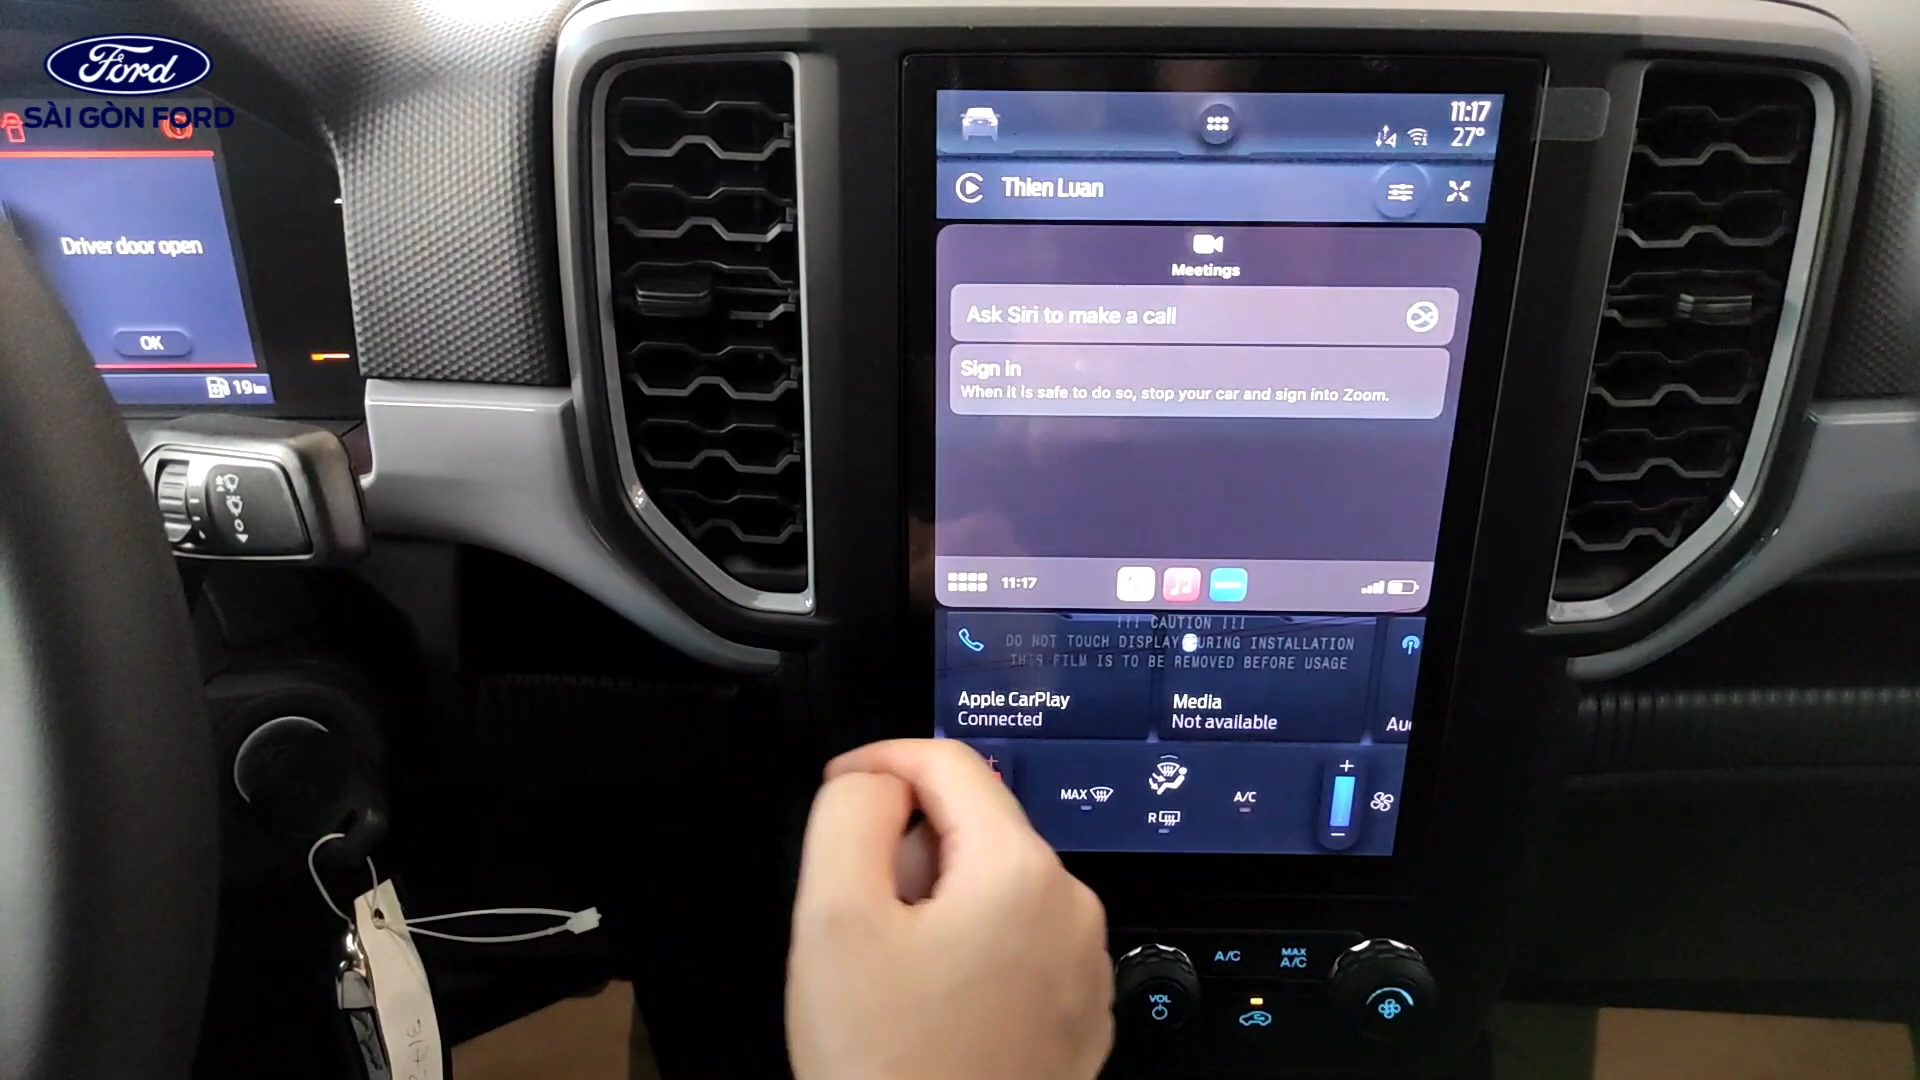 Ford
SÀI GÒN FORD
Driver door open
OK
19 km
11:17
27°
Thien Luan
Meetings
Ask Siri to make a call
Sign in
When it is safe to do so, stop your car and sign into Zoom.
11:17
!!! CAUTION !!!
DO NOT TOUCH DISPLAY DURING INSTALLATION
THIS FILM IS TO BE REMOVED BEFORE USAGE
Apple CarPlay
Connected
Media
Not available
Au
MAX
R
A/C
A/C
MAX
A/C
VOL